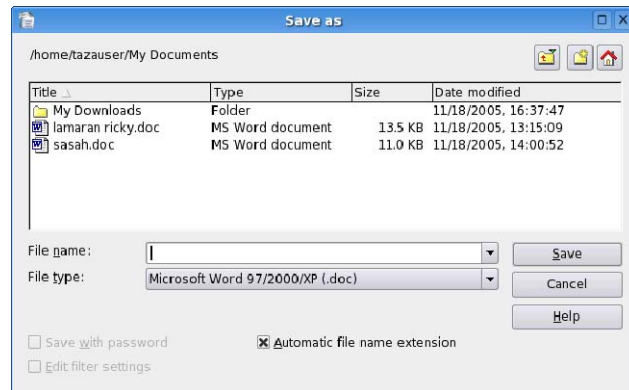 Save as
/home/tazauser/My Documents
Title Type Size Date modified
My Downloads Folder 11/18/2005, 16:37:47
lamaran ricky.doc MS Word document 13.5 KB 11/18/2005, 13:15:09
sasah.doc MS Word document 11.0 KB 11/18/2005, 14:00:52
File name: Save
File type: Microsoft Word 97/2000/XP (.doc) Cancel
Help
Save with password Automatic file name extension
Edit filter settings